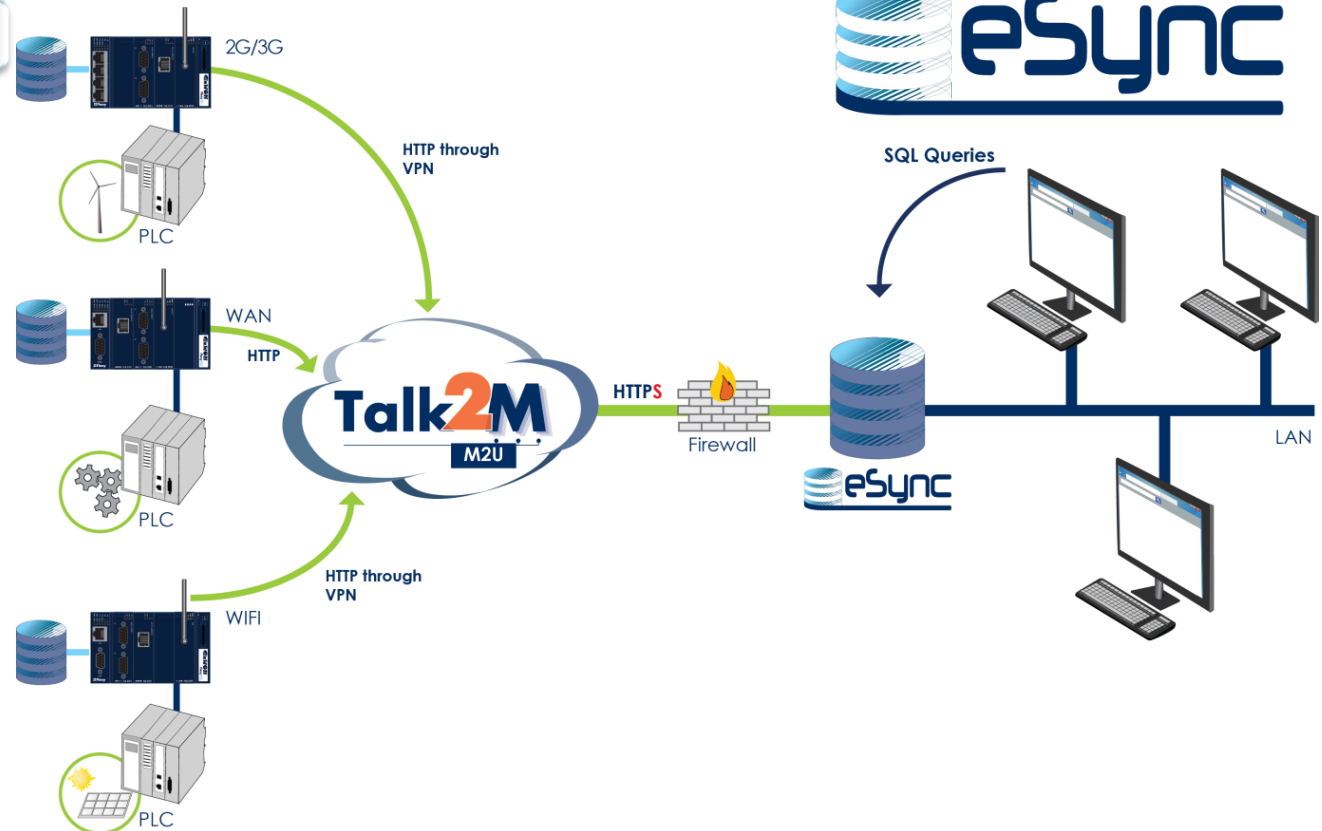 eSync
2G/3G
HTTP through
VPN
SQL Queries
PLC
WAN
HTTP
Talk2M
M2U
HTTPS
Firewall
LAN
eSync
PLC
HTTP through
VPN
WIFI
PLC